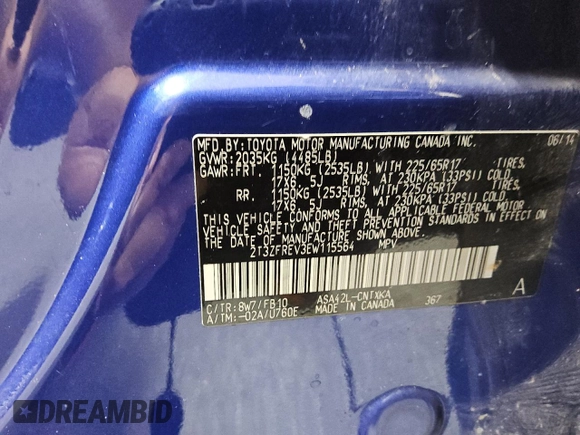 MFD. BY: TOYOTA MOTOR MANUFACTURING CANADA INC. 06/14
GVWR: 2035KG (4485LB)
GAWR: FRT. 1150KG (2535LB) WITH 225/65R17 TIRES,
17X6.5J RIMS, AT 230KPA (33PSI) COLD
RR. 1150KG (2535LB) WITH 225/65R17 TIRES,
17X6.5J RIMS, AT 230KPA (33PSI) COLD
THIS VEHICLE CONFORMS TO ALL APPLICABLE FEDERAL MOTOR
VEHICLE SAFETY AND THEFT PREVENTION STANDARDS IN EFFECT
ON THE DATE OF MANUFACTURE SHOWN ABOVE.
2T3ZFREV3EW115564 MPV
C/TR: 8W7/FB10 ASA42L-CNTXKA
A/TM: -02A/U760E MADE IN CANADA 367 A
DREAMBID